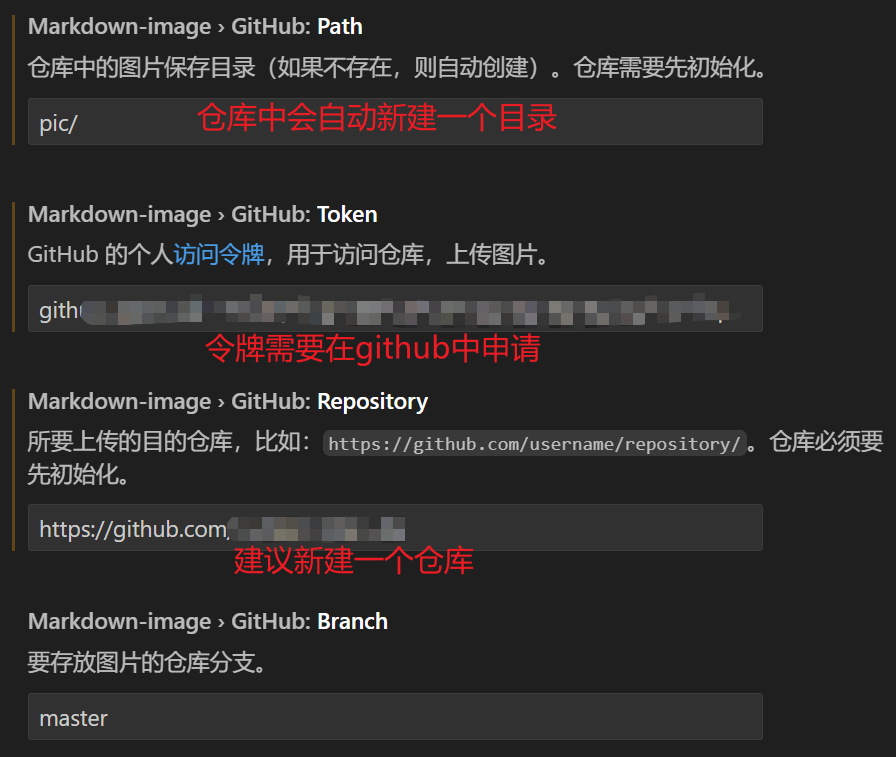 Markdown-image › GitHub: Path
仓库中的图片保存目录（如果不存在，则自动创建）。仓库需要先初始化。
pic/
仓库中会自动新建一个目录
Markdown-image › GitHub: Token
GitHub 的个人访问令牌，用于访问仓库，上传图片。
gith
令牌需要在github中申请
Markdown-image › GitHub: Repository
所要上传的目的仓库，比如：https://github.com/username/repository/。仓库必须要
先初始化。
https://github.com/
建议新建一个仓库
Markdown-image › GitHub: Branch
要存放图片的仓库分支。
master